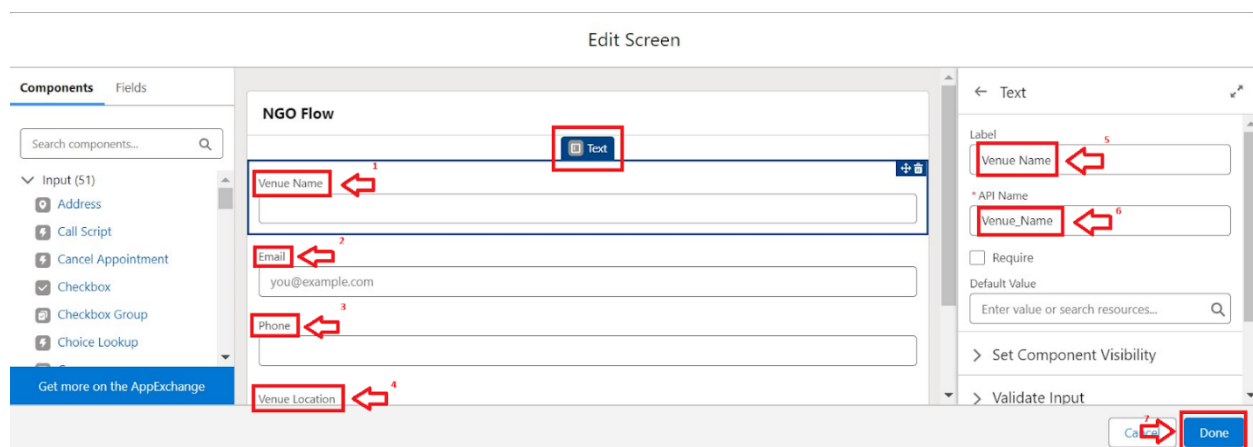 Edit Screen
Components Fields
Search components...
Input (51)
Address
Call Script
Cancel Appointment
Checkbox
Checkbox Group
Choice Lookup
Get more on the AppExchange
NGO Flow
Text
Venue Name
1
Email
2
you@example.com
Phone
3
Venue Location
4
Text
Label
Venue Name
5
* API Name
Venue_Name
6
Require
Default Value
Enter value or search resources...
Set Component Visibility
Validate Input
7
Done